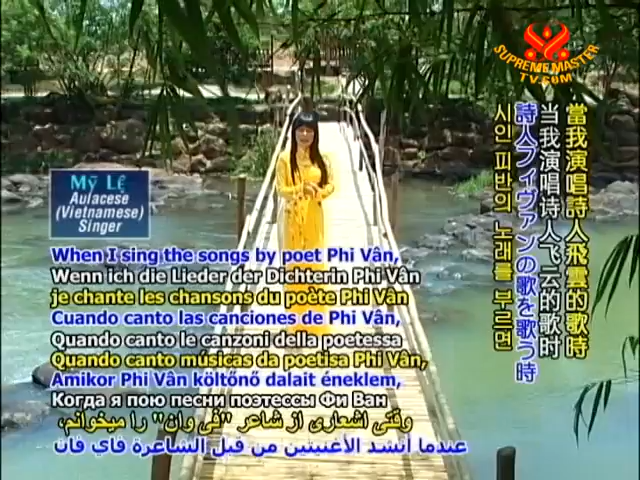 SUPREME MASTER
TV.COM
Mỹ Lệ
Aulacese
(Vietnamese)
Singer
When I sing the songs by poet Phi Vân,
Wenn ich die Lieder der Dichterin Phi Vân
je chante les chansons du poète Phi Vân
Cuando canto las canciones de Phi Vân,
Quando canto le canzoni della poetessa
Quando canto músicas da poetisa Phi Vân,
Amikor Phi Vân költőnő dalait éneklem,
Когда я пою песни поэтессы Фи Ван
وقتی اشعاری از شاعر "فی وان" را میخوانم،
عندما أنشد الأغنيتين من قبل الشاعرة فاي فان
當我演唱詩人飛雲的歌時
当我演唱诗人飞云的歌时
詩人フィヴァンの歌を歌う時
시인 피반의 노래를 부르면